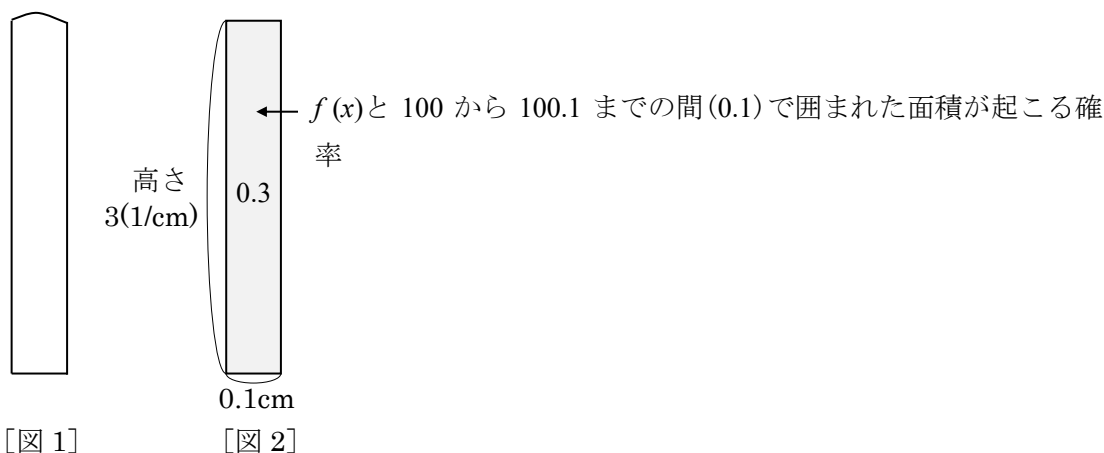 f (x)と 100 から 100.1 までの間(0.1)で囲まれた面積が起こる確
率
高さ
3(1/cm)
0.3
0.1cm
[図 1]
[図 2]